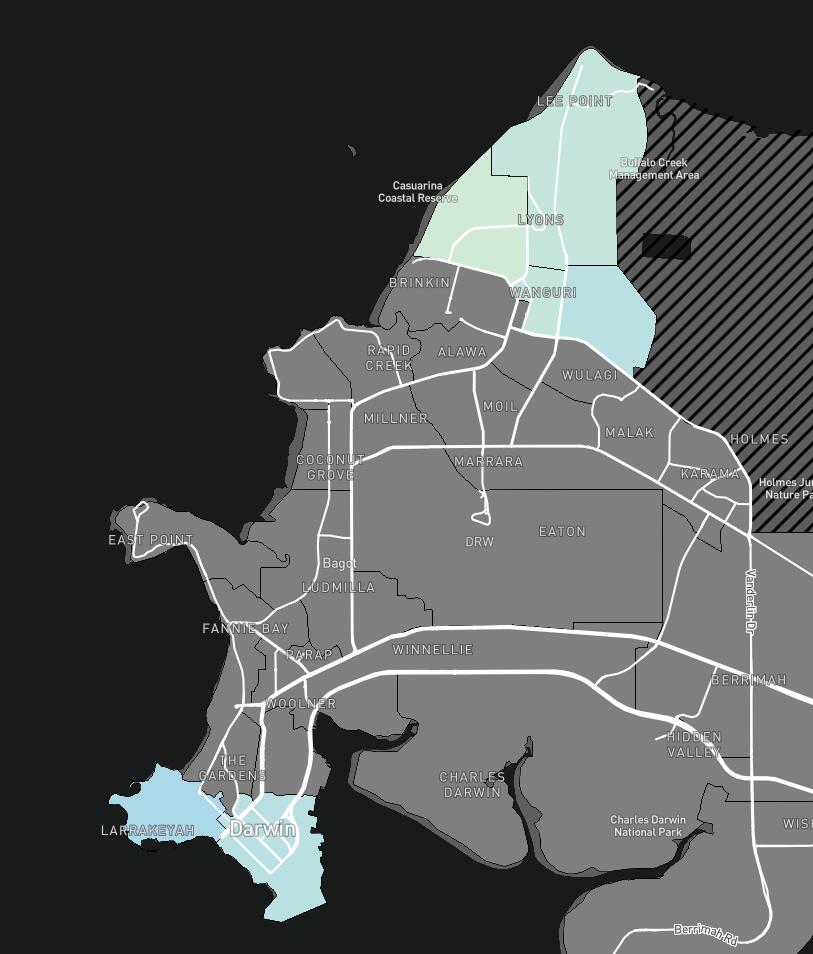 LEE POINT
Buffalo Creek
Management Area
Casuarina
Coastal Reserve
LYONS
BRINKIN
WANGURI
RAPID
CREEK
ALAWA
WULAGI
MILLNER
MOIL
MALAK
HOLMES
COCONUT
GROVE
MARRARA
KARAMA
Holmes Jun
Nature Pa
EAST POINT
DRW
EATON
Bagot
LUDMILLA
Vanderlin Dr
FANNIE BAY
PARAP
WINNELLIE
BERRIMAH
WOOLNER
HIDDEN
VALLEY
THE
GARDENS
CHARLES
DARWIN
LARRAKEYAH
Darwin
Charles Darwin
National Park
WISH
Berrimah Rd